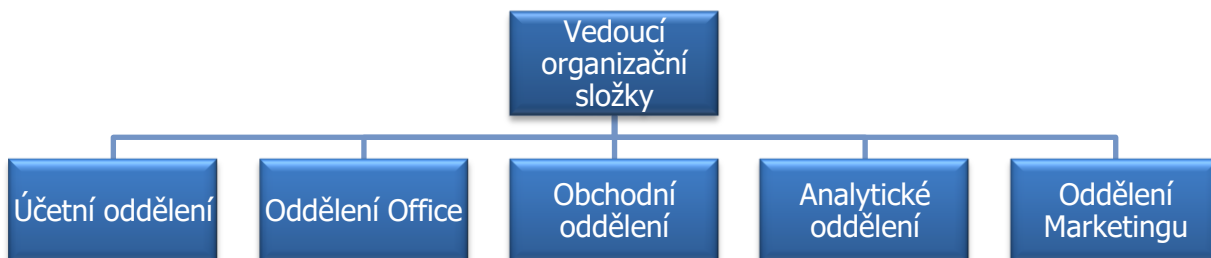 Vedoucí
organizační
složky
Účetní oddělení
Oddělení Office
Obchodní
oddělení
Analytické
oddělení
Oddělení
Marketingu